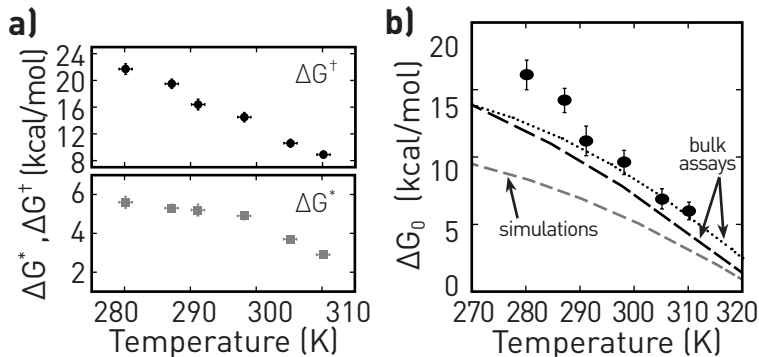 a)
24
20
16
12
8
ΔG†
6
4
2
ΔG*
ΔG*, ΔG† (kcal/mol)
280 290 300 310
Temperature (K)
b)
20
15
10
5
0
ΔG₀ (kcal/mol)
bulk
assays
simulations
270 280 290 300 310 320
Temperature (K)